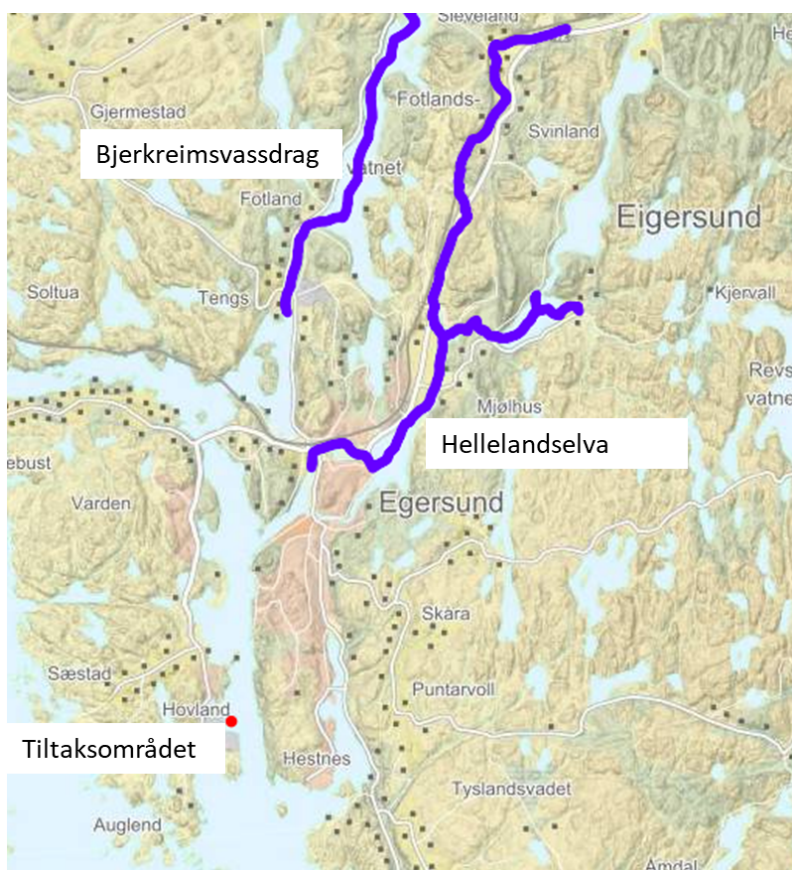 Sleveland
He
Gjermestad
Fotlands-
Svinland
Bjerkreimsvassdrag
vatnet
Fotland
Eigersund
Soltua
Tengs
Kjervall
Revs
vatne
Mjølhus
Hellelandselva
ebust
Varden
Egersund
Skåra
Sæstad
Puntarvoll
Hovland
Tiltaksområdet
Hestnes
Tyslandsvadet
Auglend
Åmdal